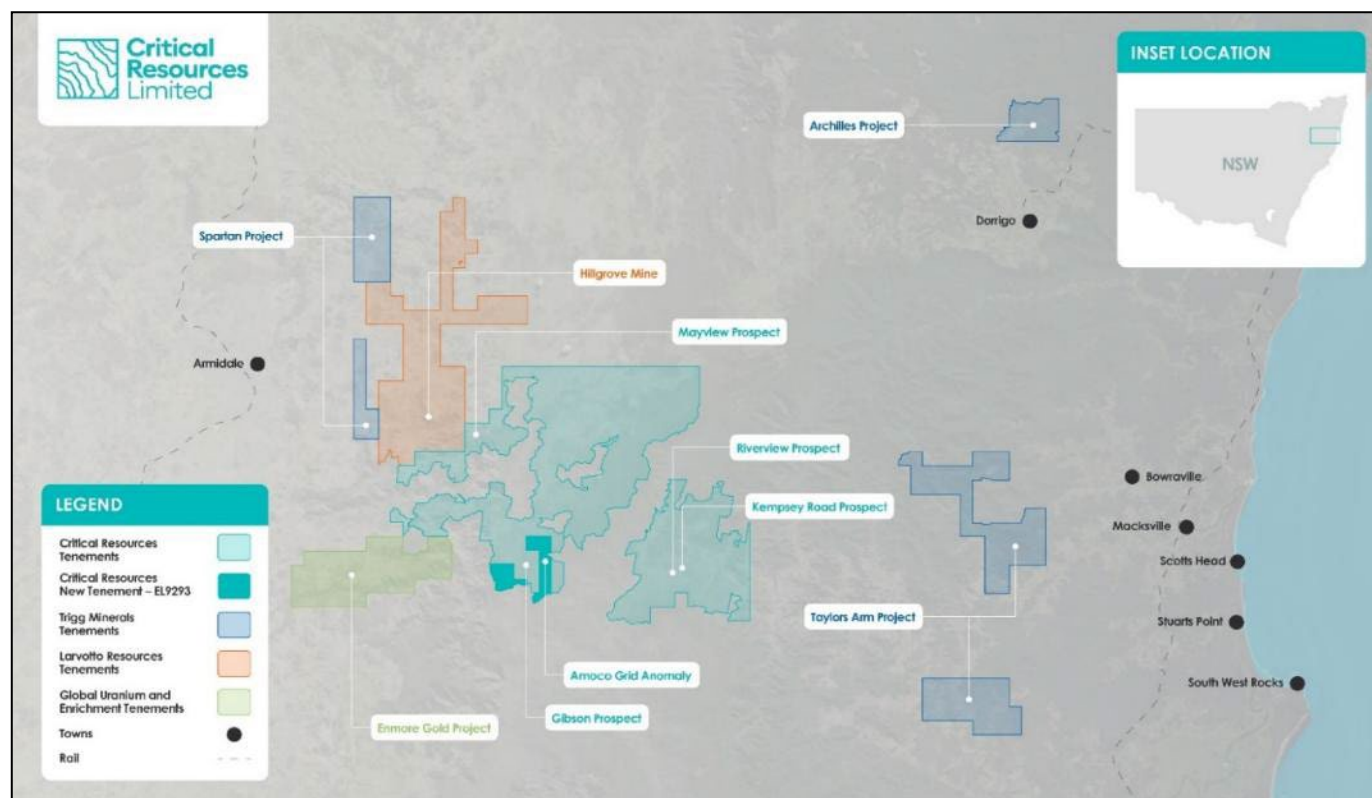 Critical
Resources
Limited
INSET LOCATION
NSW
Archilles Project
Dorrigo
Spartan Project
Hillgrove Mine
Mayview Prospect
Armidale
Riverview Prospect
Kempsey Road Prospect
Bowraville
Macksville
Scotts Head
Stuarts Point
South West Rocks
Taylors Arm Project
Amoco Grid Anomaly
Gibson Prospect
Enmore Gold Project
LEGEND
Critical Resources
Tenements
Critical Resources
New Tenement – EL9293
Trigg Minerals
Tenements
Larvotto Resources
Tenements
Global Uranium and
Enrichment Tenements
Towns
Rail